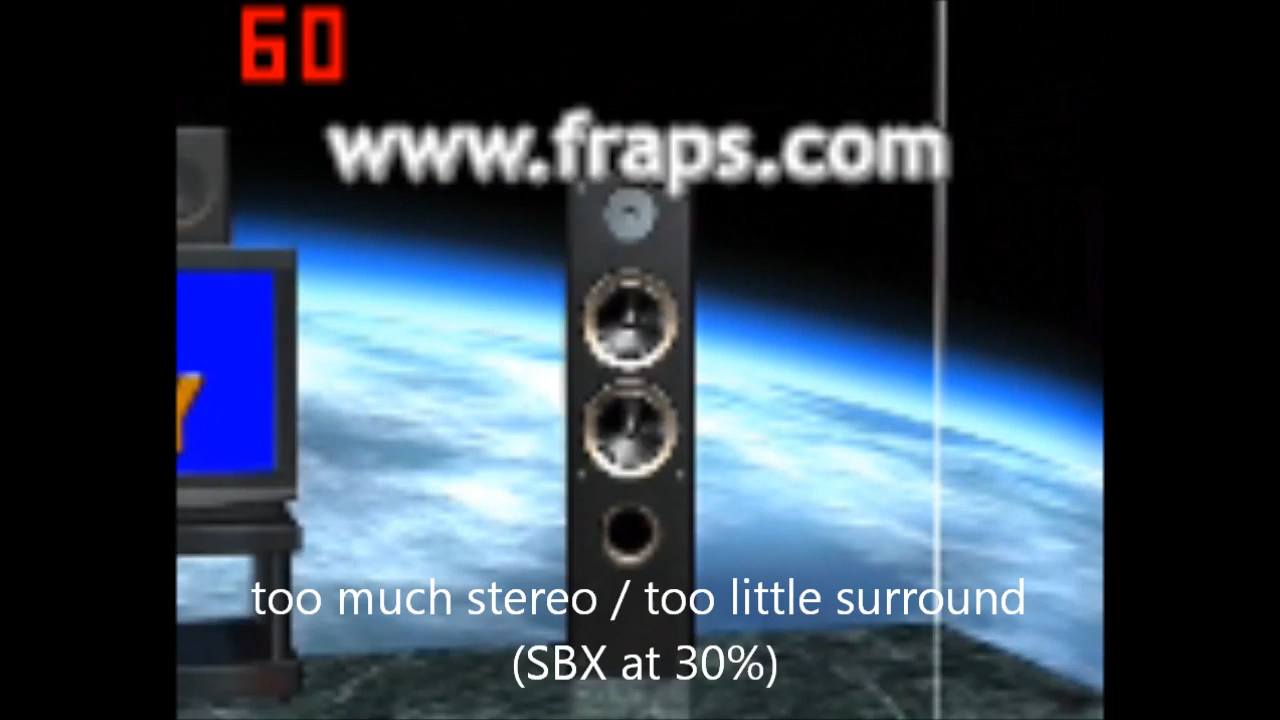 60
www.fraps.com
Y
too much stereo / too little surround
(SBX at 30%)